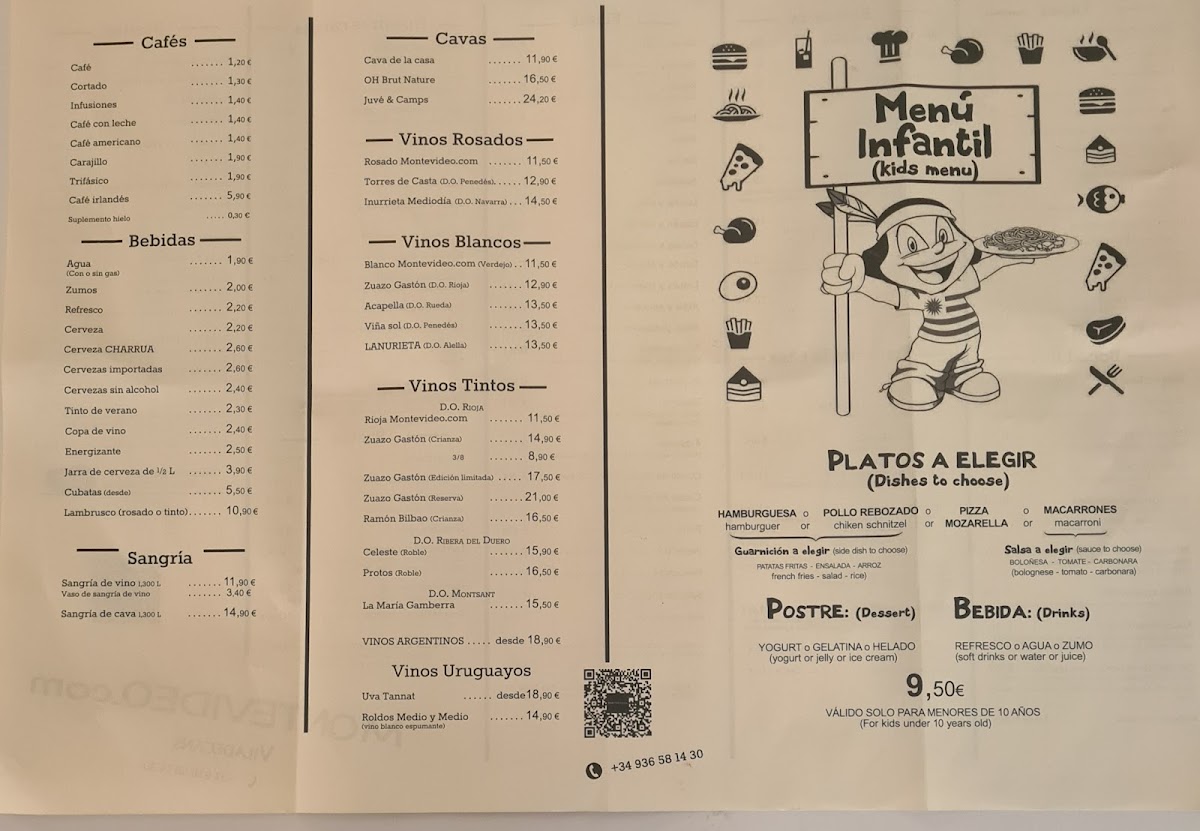 Cafés
Café ....... 1,20 €
Cortado ....... 1,30 €
Infusiones ....... 1,40 €
Café con leche ....... 1,40 €
Café americano ....... 1,40 €
Carajillo ....... 1,90 €
Trifásico ....... 1,90 €
Café irlandés ....... 5,90 €
Suplemento hielo ..... 0,30 €
Bebidas
Agua ....... 1,90 €
(Con o sin gas)
Zumos ....... 2,00 €
Refresco ....... 2,20 €
Cerveza ....... 2,20 €
Cerveza CHARRUA ....... 2,60 €
Cervezas importadas ....... 2,60 €
Cervezas sin alcohol ....... 2,40 €
Tinto de verano ....... 2,30 €
Copa de vino ....... 2,40 €
Energizante ....... 2,50 €
Jarra de cerveza de 1/2 L ....... 3,90 €
Cubatas (desde) ....... 5,50 €
Lambrusco (rosado o tinto)....... 10,90 €
Sangría
Sangría de vino 1,300 L ....... 11,90 €
Vaso de sangría de vino ....... 3,40 €
Sangría de cava 1,300 L ....... 14,90 €
Cavas
Cava de la casa ....... 11,90 €
OH Brut Nature ....... 16,50 €
Juvé & Camps ....... 24,20 €
Vinos Rosados
Rosado Montevideo.com ....... 11,50 €
Torres de Casta (D.O. Penedés)...... 12,90 €
Inurrieta Mediodía (D.O. Navarra) ... 14,50 €
Vinos Blancos
Blanco Montevideo.com (Verdejo) .. 11,50 €
Zuazo Gastón (D.O. Rioja) ....... 12,90 €
Acapella (D.O. Rueda) ....... 13,50 €
Viña sol (D.O. Penedés) ....... 13,50 €
LANURIETA (D.O. Alella) ....... 13,50 €
Vinos Tintos
D.O. Rioja
Rioja Montevideo.com ....... 11,50 €
Zuazo Gastón (Crianza) ....... 14,90 €
3/8 ....... 8,90 €
Zuazo Gastón (Edición limitada) ..... 17,50 €
Zuazo Gastón (Reserva) ....... 21,00 €
Ramón Bilbao (Crianza) ....... 16,50 €
D.O. Ribera del Duero
Celeste (Roble) ....... 15,90 €
Protos (Roble) ....... 16,50 €
D.O. Montsant
La María Gamberra ....... 15,50 €
VINOS ARGENTINOS ..... desde 18,90 €
Vinos Uruguayos
Uva Tannat ...... desde 18,90 €
Roldos Medio y Medio ....... 14,90 €
(vino blanco espumante)
+34 936 58 14 30
Menú
Infantil
(kids menu)
PLATOS A ELEGIR
(Dishes to choose)
HAMBURGUESA o POLLO REBOZADO o PIZZA o MACARRONES
hamburguer or chiken schnitzel or MOZARELLA or macarroni
Guarnición a elegir (side dish to choose)
PATATAS FRITAS - ENSALADA - ARROZ
french fries - salad - rice)
Salsa a elegir (sauce to choose)
BOLOÑESA - TOMATE - CARBONARA
(bolognese - tomato - carbonara)
POSTRE: (Dessert)
YOGURT o GELATINA o HELADO
(yogurt or jelly or ice cream)
BEBIDA: (Drinks)
REFRESCO o AGUA o ZUMO
(soft drinks or water or juice)
9,50€
VÁLIDO SOLO PARA MENORES DE 10 AÑOS
(For kids under 10 years old)